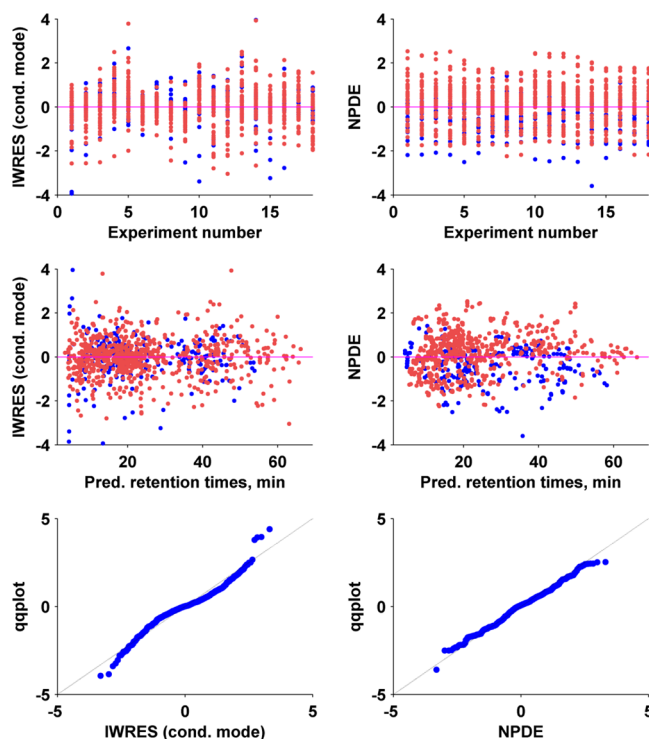 4
2
0
-2
-4
IWRES (cond. mode)
0 5 10 15
Experiment number
4
2
0
-2
-4
NPDE
0 5 10 15
Experiment number
4
2
0
-2
-4
IWRES (cond. mode)
20 40 60
Pred. retention times, min
4
2
0
-2
-4
NPDE
20 40 60
Pred. retention times, min
5
0
-5
qqplot
-5 0 5
IWRES (cond. mode)
5
0
-5
qqplot
-5 0 5
NPDE